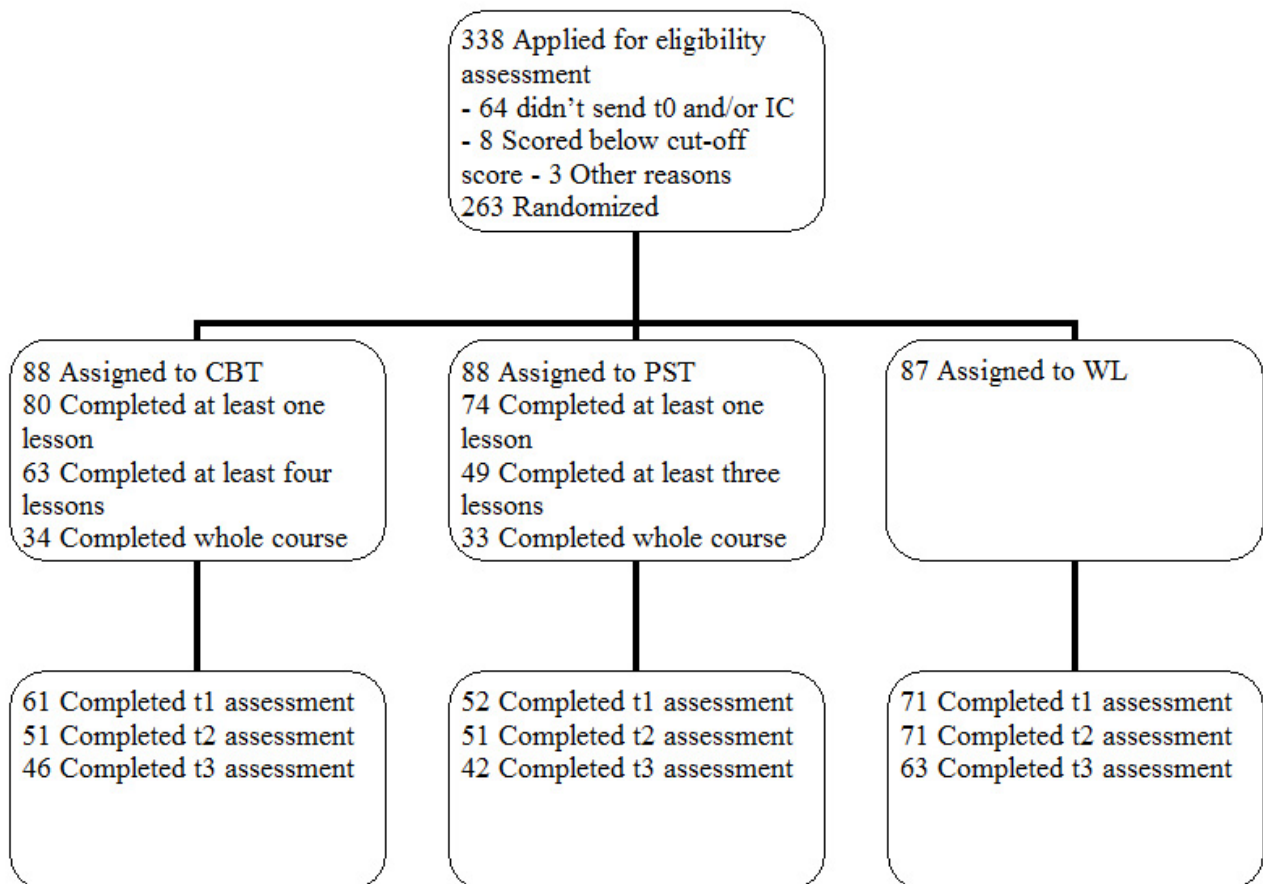 338 Applied for eligibility
assessment
- 64 didn’t send t0 and/or IC
- 8 Scored below cut-off
score - 3 Other reasons
263 Randomized
88 Assigned to CBT
80 Completed at least one
lesson
63 Completed at least four
lessons
34 Completed whole course
88 Assigned to PST
74 Completed at least one
lesson
49 Completed at least three
lessons
33 Completed whole course
87 Assigned to WL
61 Completed t1 assessment
51 Completed t2 assessment
46 Completed t3 assessment
52 Completed t1 assessment
51 Completed t2 assessment
42 Completed t3 assessment
71 Completed t1 assessment
71 Completed t2 assessment
63 Completed t3 assessment